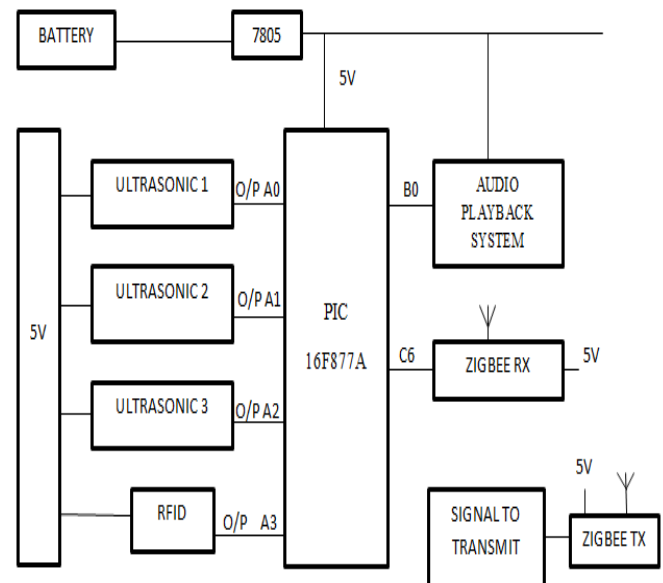 BATTERY
7805
5V
ULTRASONIC 1
O/P A0
B0
AUDIO
PLAYBACK
SYSTEM
ULTRASONIC 2
O/P A1
5V
PIC
16F877A
C6
ZIGBEE RX
5V
ULTRASONIC 3
O/P A2
RFID
O/P A3
SIGNAL TO
TRANSMIT
5V
ZIGBEE TX